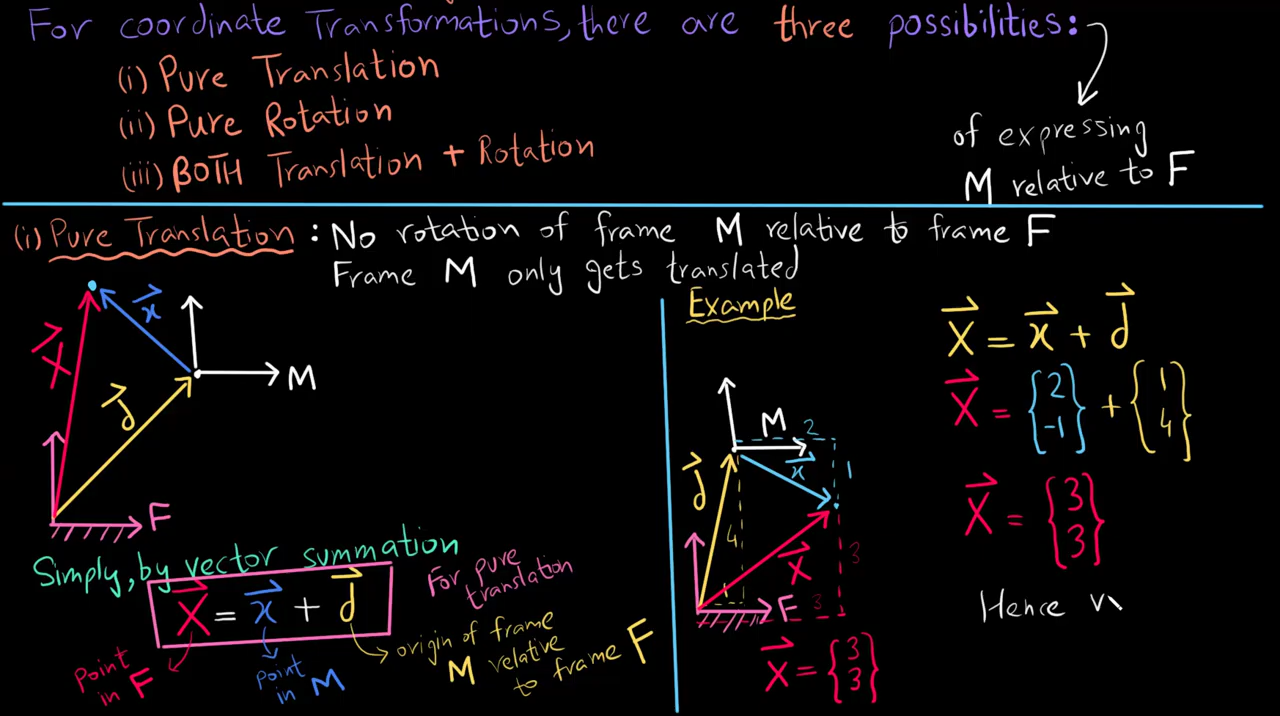 For coordinate Transformations, there are three possibilities:
(i) Pure Translation
(ii) Pure Rotation
(iii) BOTH Translation + Rotation
of expressing
M relative to F
(i) Pure Translation : No rotation of frame M relative to frame F
Frame M only gets translated
x
X
d
M
F
Simply, by vector summation
X = x + d
For pure
translation
point
in F
point
in M
origin of frame
M relative
to frame F
Example
M
2
1
x
d
4
X
3
1
F
3
X = {3
3}
X = x + d
X = {2
-1} + {1
4}
X = {3
3}
Hence